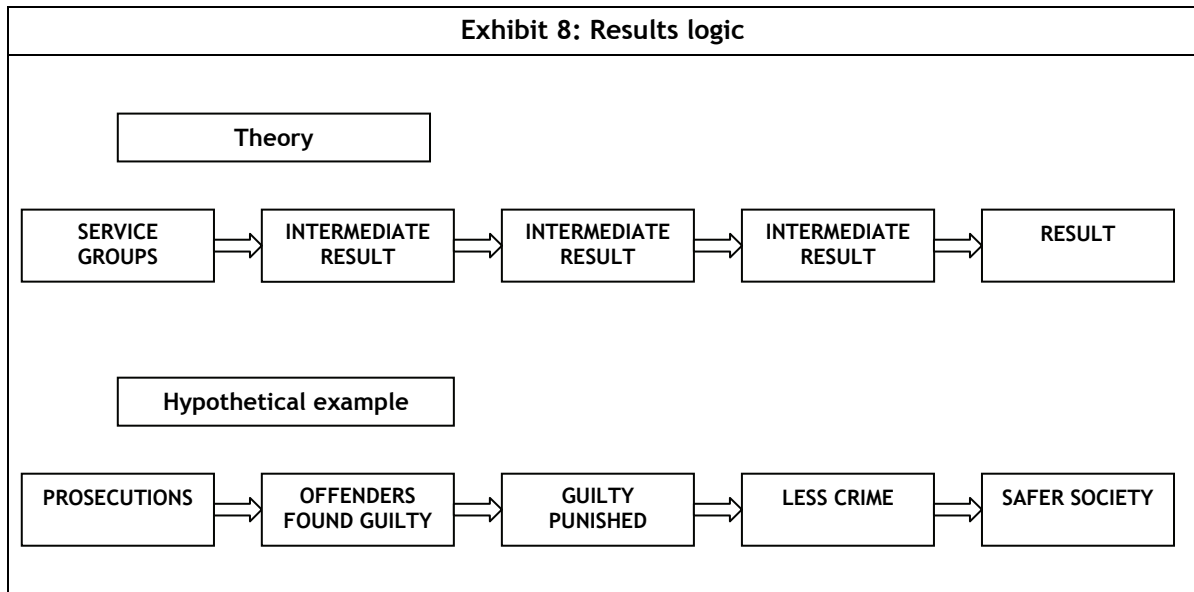 Exhibit 8: Results logic
Theory
SERVICE
GROUPS
INTERMEDIATE
RESULT
INTERMEDIATE
RESULT
INTERMEDIATE
RESULT
RESULT
Hypothetical example
PROSECUTIONS
OFFENDERS
FOUND GUILTY
GUILTY
PUNISHED
LESS CRIME
SAFER SOCIETY